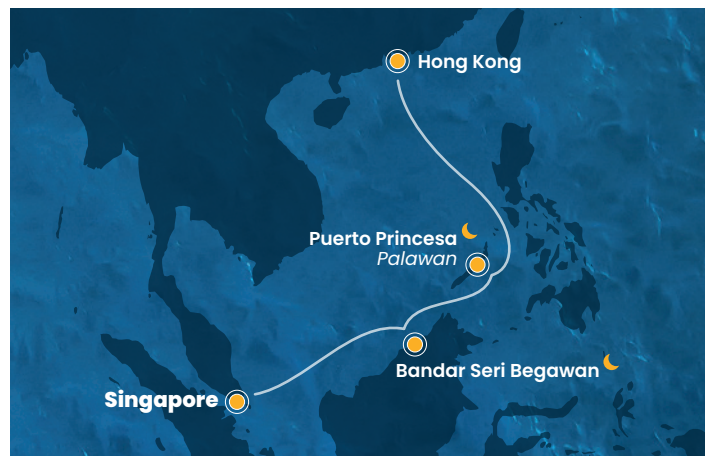 Hong Kong
Puerto Princesa
Palawan
Bandar Seri Begawan
Singapore